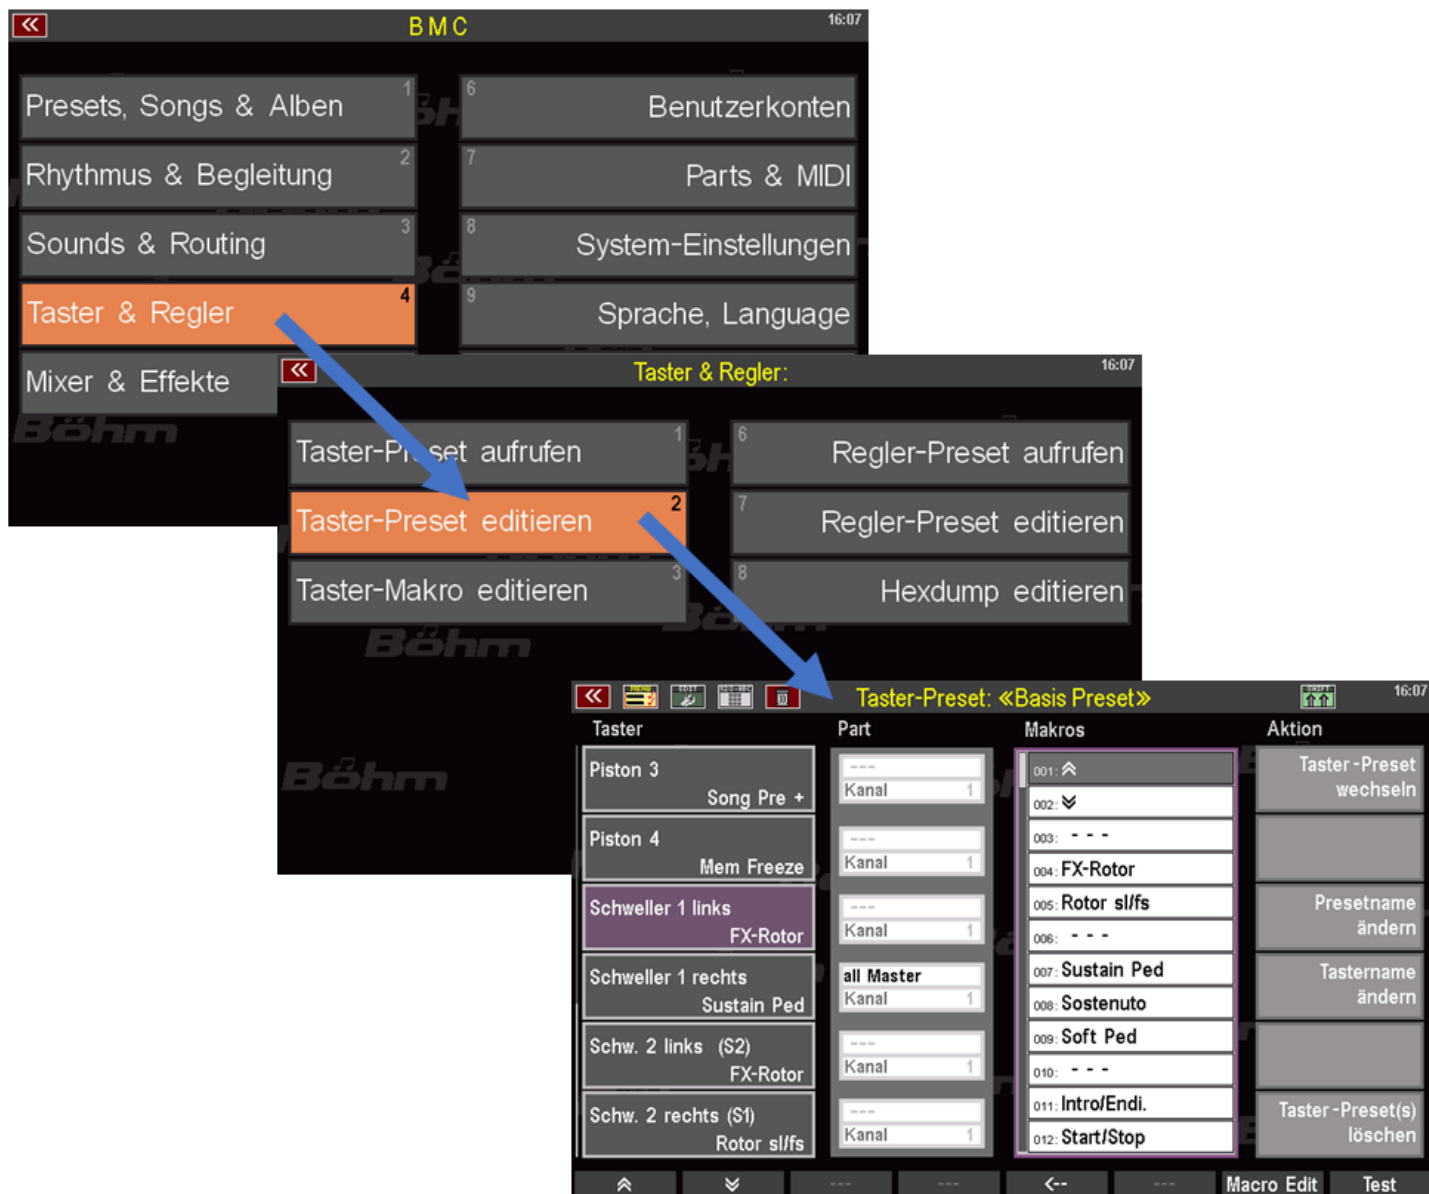 BMC
16:07
Presets, Songs & Alben
1
6
Benutzerkonten
Rhythmus & Begleitung
2
7
Parts & MIDI
Sounds & Routing
3
8
System-Einstellungen
Taster & Regler
4
9
Sprache, Language
Mixer & Effekte
Böhm
Taster & Regler:
16:07
Taster-Preset aufrufen
1
6
Regler-Preset aufrufen
Taster-Preset editieren
2
7
Regler-Preset editieren
Taster-Makro editieren
3
8
Hexdump editieren
Böhm
Böhm
MENU
EDIT
Taster-Preset: «Basis Preset»
SHIFT
16:07
Taster
Part
Makros
Aktion
Piston 3
Song Pre +
Piston 4
Mem Freeze
Schweller 1 links
FX-Rotor
Schweller 1 rechts
Sustain Ped
Schw. 2 links (S2)
FX-Rotor
Schw. 2 rechts (S1)
Rotor sl/fs
---
Kanal 1
---
Kanal 1
---
Kanal 1
all Master
Kanal 1
---
Kanal 1
---
Kanal 1
001:
002:
003: - - -
004: FX-Rotor
005: Rotor sl/fs
006: - - -
007: Sustain Ped
008: Sostenuto
009: Soft Ped
010: - - -
011: Intro/Endi.
012: Start/Stop
Taster-Preset
wechseln
Presetname
ändern
Tastername
ändern
Taster-Preset(s)
löschen
---
---
<--
---
Macro Edit
Test